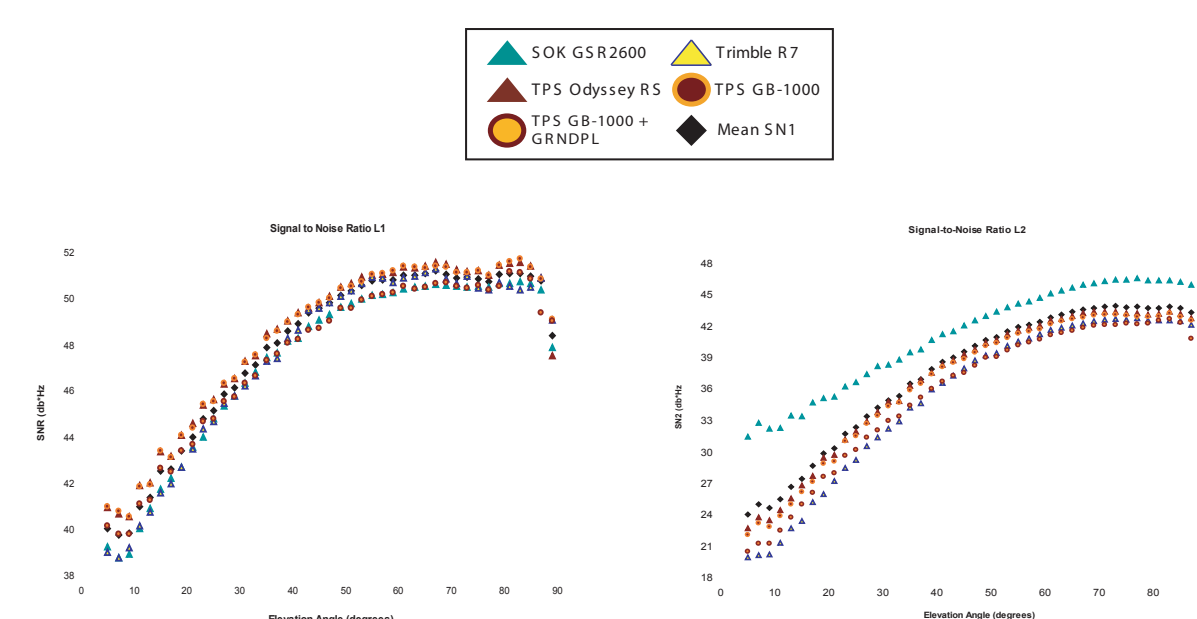 SOK GSR2600
Trimble R7
TPS Odyssey RS
TPS GB-1000
TPS GB-1000 +
GRNDPL
Mean SN1
Signal to Noise Ratio L1
SNR (db*Hz)
52
50
48
46
44
42
40
38
0 10 20 30 40 50 60 70 80 90
Elevation Angle (degrees)
Signal-to-Noise Ratio L2
SN2 (db*Hz)
48
45
42
39
36
33
30
27
24
21
18
0 10 20 30 40 50 60 70 80
Elevation Angle (degrees)